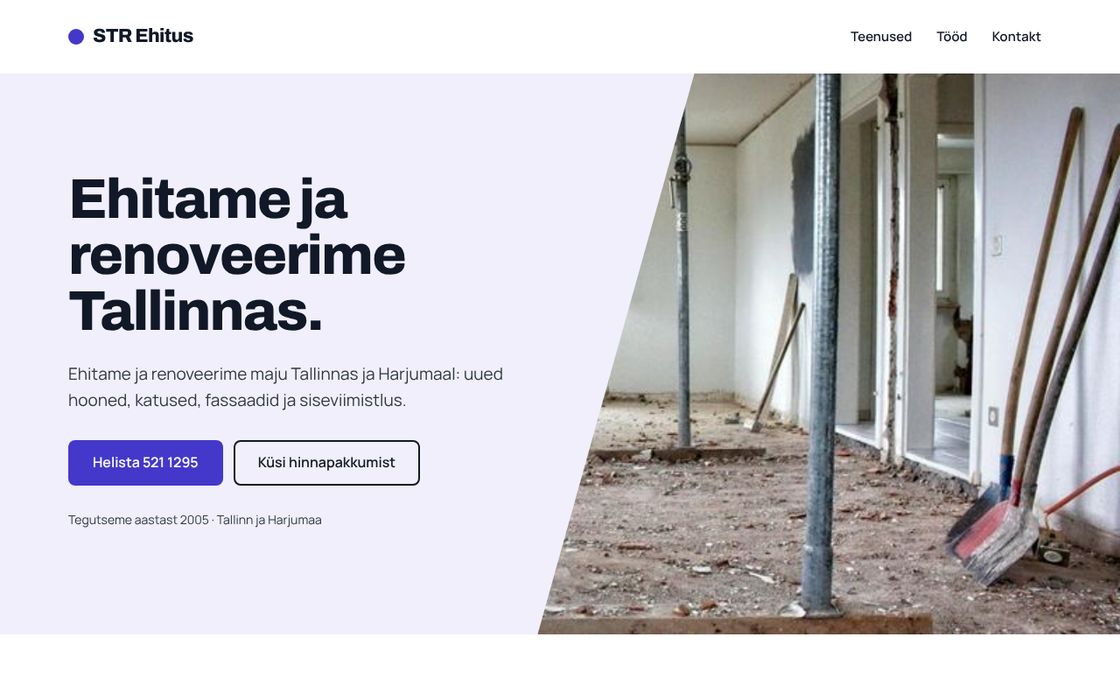 STR Ehitus
Teenused Tööd Kontakt
Ehitame ja
renoveerime
Tallinnas.
Ehitame ja renoveerime maju Tallinnas ja Harjumaal: uued
hooned, katused, fassaadid ja siseviimistlus.
Helista 521 1295
Küsi hinnapakkumist
Tegutseme aastast 2005 · Tallinn ja Harjumaa